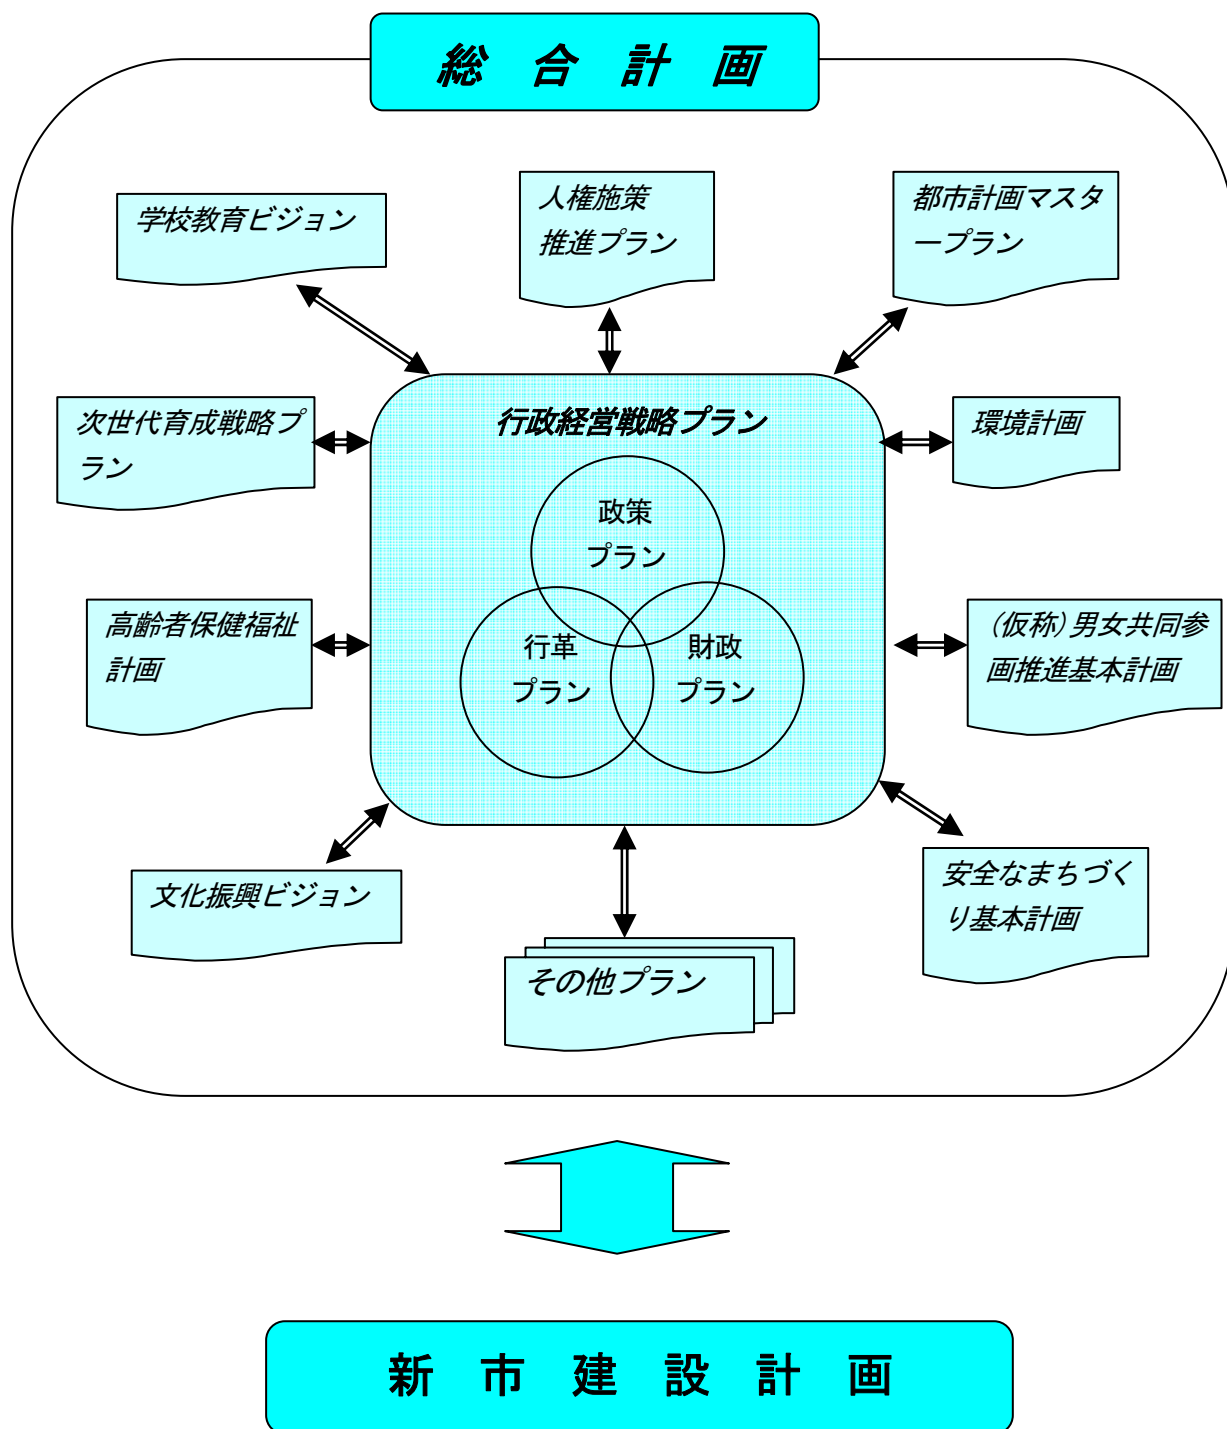 総合計画
学校教育ビジョン
人権施策
推進プラン
都市計画マスタ
ープラン
次世代育成戦略プ
ラン
行政経営戦略プラン
環境計画
政策
プラン
高齢者保健福祉
計画
行革
プラン
財政
プラン
（仮称）男女共同参
画推進基本計画
文化振興ビジョン
安全なまちづく
り基本計画
その他プラン
新市建設計画